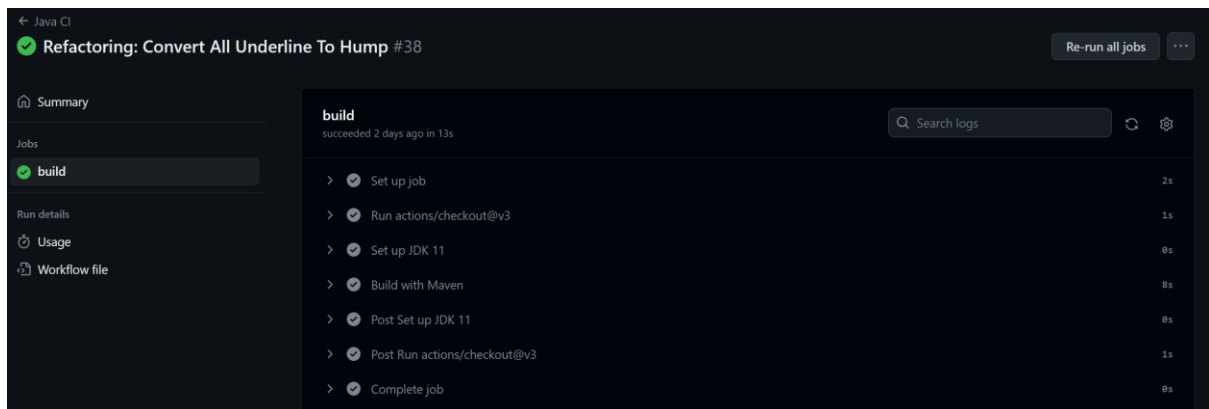 ← Java CI
Refactoring: Convert All Underline To Hump #38
Re-run all jobs
Summary
Jobs
build
Run details
Usage
Workflow file
build
succeeded 2 days ago in 13s
Search logs
Set up job 2s
Run actions/checkout@v3 1s
Set up JDK 11 0s
Build with Maven 8s
Post Set up JDK 11 0s
Post Run actions/checkout@v3 1s
Complete job 0s